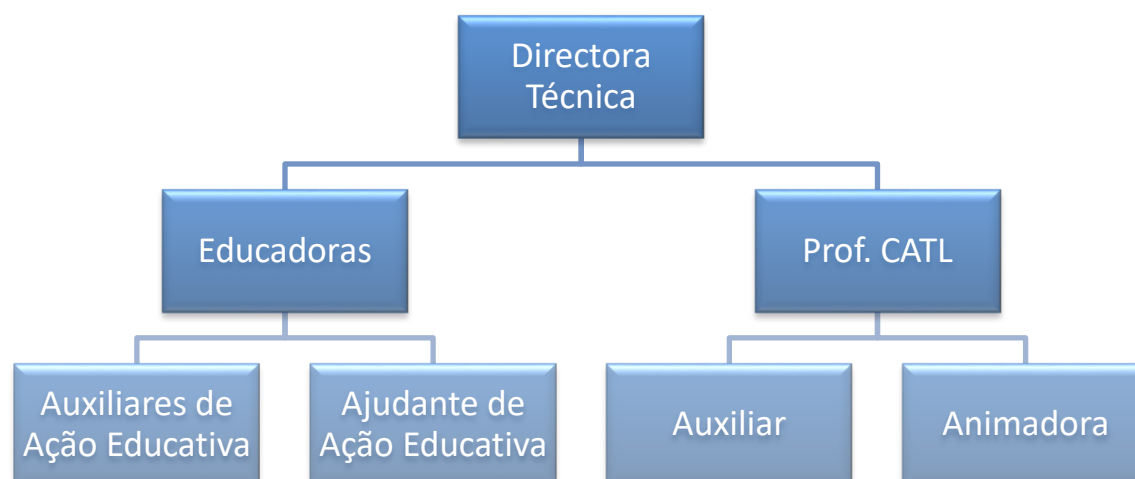 Directora
Técnica
Educadoras
Prof. CATL
Auxiliares de
Ação Educativa
Ajudante de
Ação Educativa
Auxiliar
Animadora